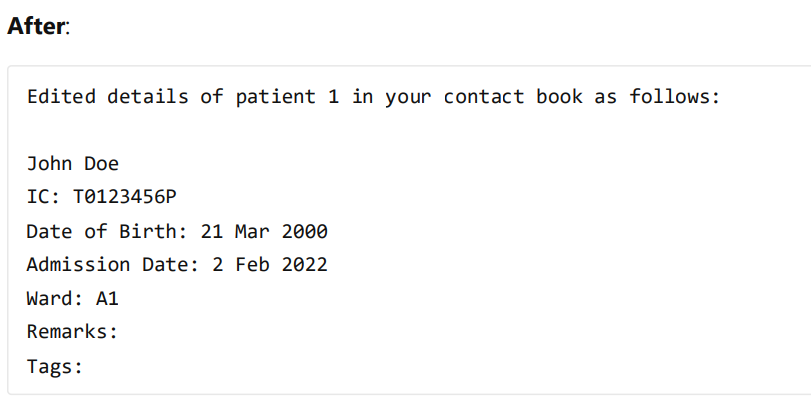 After:
Edited details of patient 1 in your contact book as follows:
John Doe
IC: T0123456P
Date of Birth: 21 Mar 2000
Admission Date: 2 Feb 2022
Ward: A1
Remarks:
Tags: